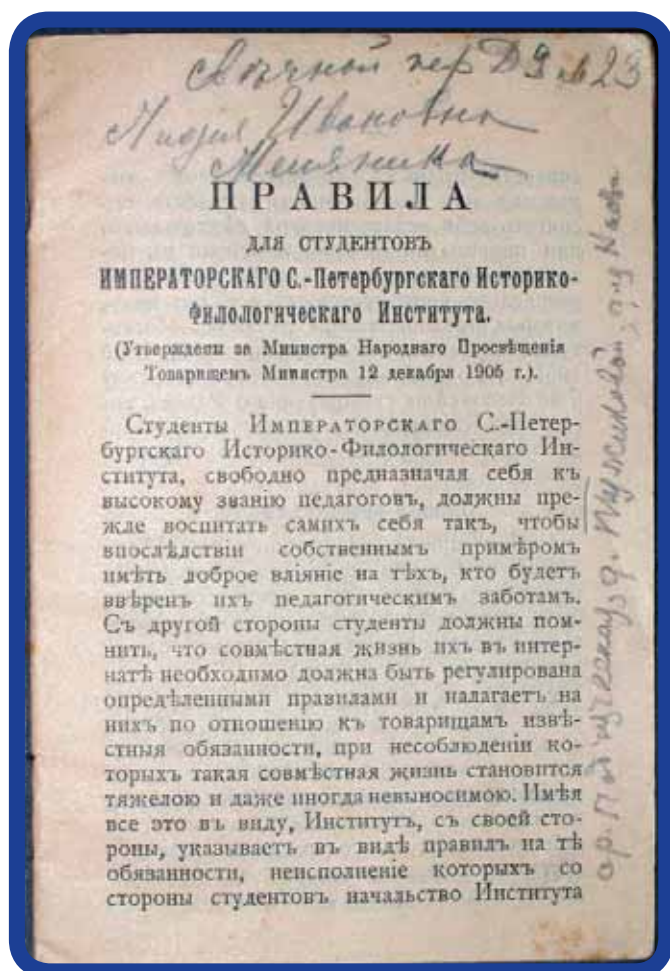 пер Д 9 № 23
Лидия Ивановна
ПРАВИЛА
ДЛЯ СТУДЕНТОВЪ
ИМПЕРАТОРСКАГО С.-Петербургскаго Историко-
Филологическаго Института.
(Утверждены за Министра Народнаго Просвѣщенія
Товарищемъ Министра 12 декабря 1905 г.).
Студенты Императорскаго С.-Петер-
бургскаго Историко-Филологическаго Ин-
ститута, свободно предназначая себя къ
высокому званію педагоговъ, должны пре-
жде воспитать самихъ себя такъ, чтобы
впослѣдствіи собственнымъ примѣромъ
имѣть доброе вліяніе на тѣхъ, кто будетъ
ввѣренъ ихъ педагогическимъ заботамъ.
Съ другой стороны студенты должны пом-
нить, что совмѣстная жизнь ихъ въ интер-
натѣ необходимо должна быть регулирована
опредѣленными правилами и налагаетъ на
нихъ по отношенію къ товарищамъ извѣ-
стныя обязанности, при несоблюденіи ко-
торыхъ такая совмѣстная жизнь становится
тяжелою и даже иногда невыносимою. Имѣя
все это въ виду, Институтъ, съ своей сто-
роны, указываетъ въ видѣ правилъ на тѣ
обязанности, неисполненіе которыхъ со
стороны студентовъ начальство Института